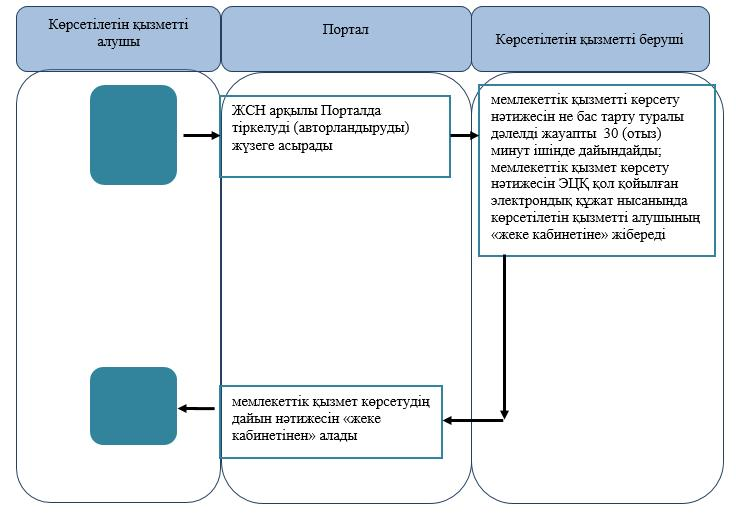 Көрсетілетін қызметті
алушы
Портал
Көрсетілетін қызметті беруші
ЖСН арқылы Порталда
тіркелуді (авторландыруды)
жүзеге асырады
мемлекеттік қызметті көрсету
нәтижесін не бас тарту туралы
дәлелді жауапты 30 (отыз)
минут ішінде дайындайды;
мемлекеттік қызмет көрсету
нәтижесін ЭЦҚ қол қойылған
электрондық құжат нысанында
көрсетілетін қызметті алушының
«жеке кабинетіне» жібереді
мемлекеттік қызмет көрсетудің
дайын нәтижесін «жеке
кабинетінен» алады